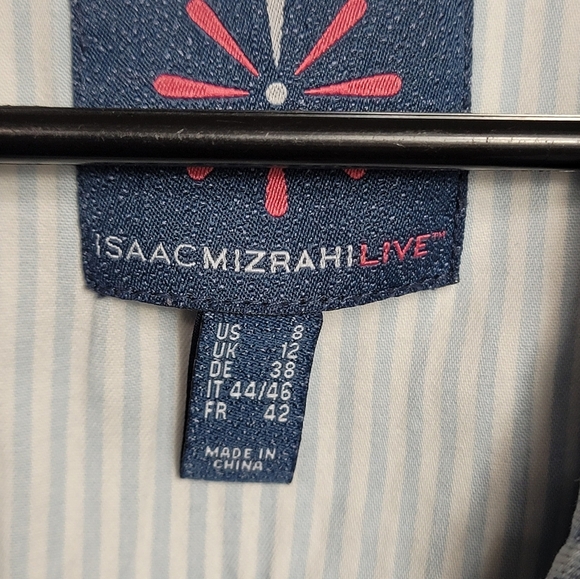 ISAACMIZRAHILIVE™
US 8
UK 12
DE 38
IT 44/46
FR 42
MADE IN
CHINA